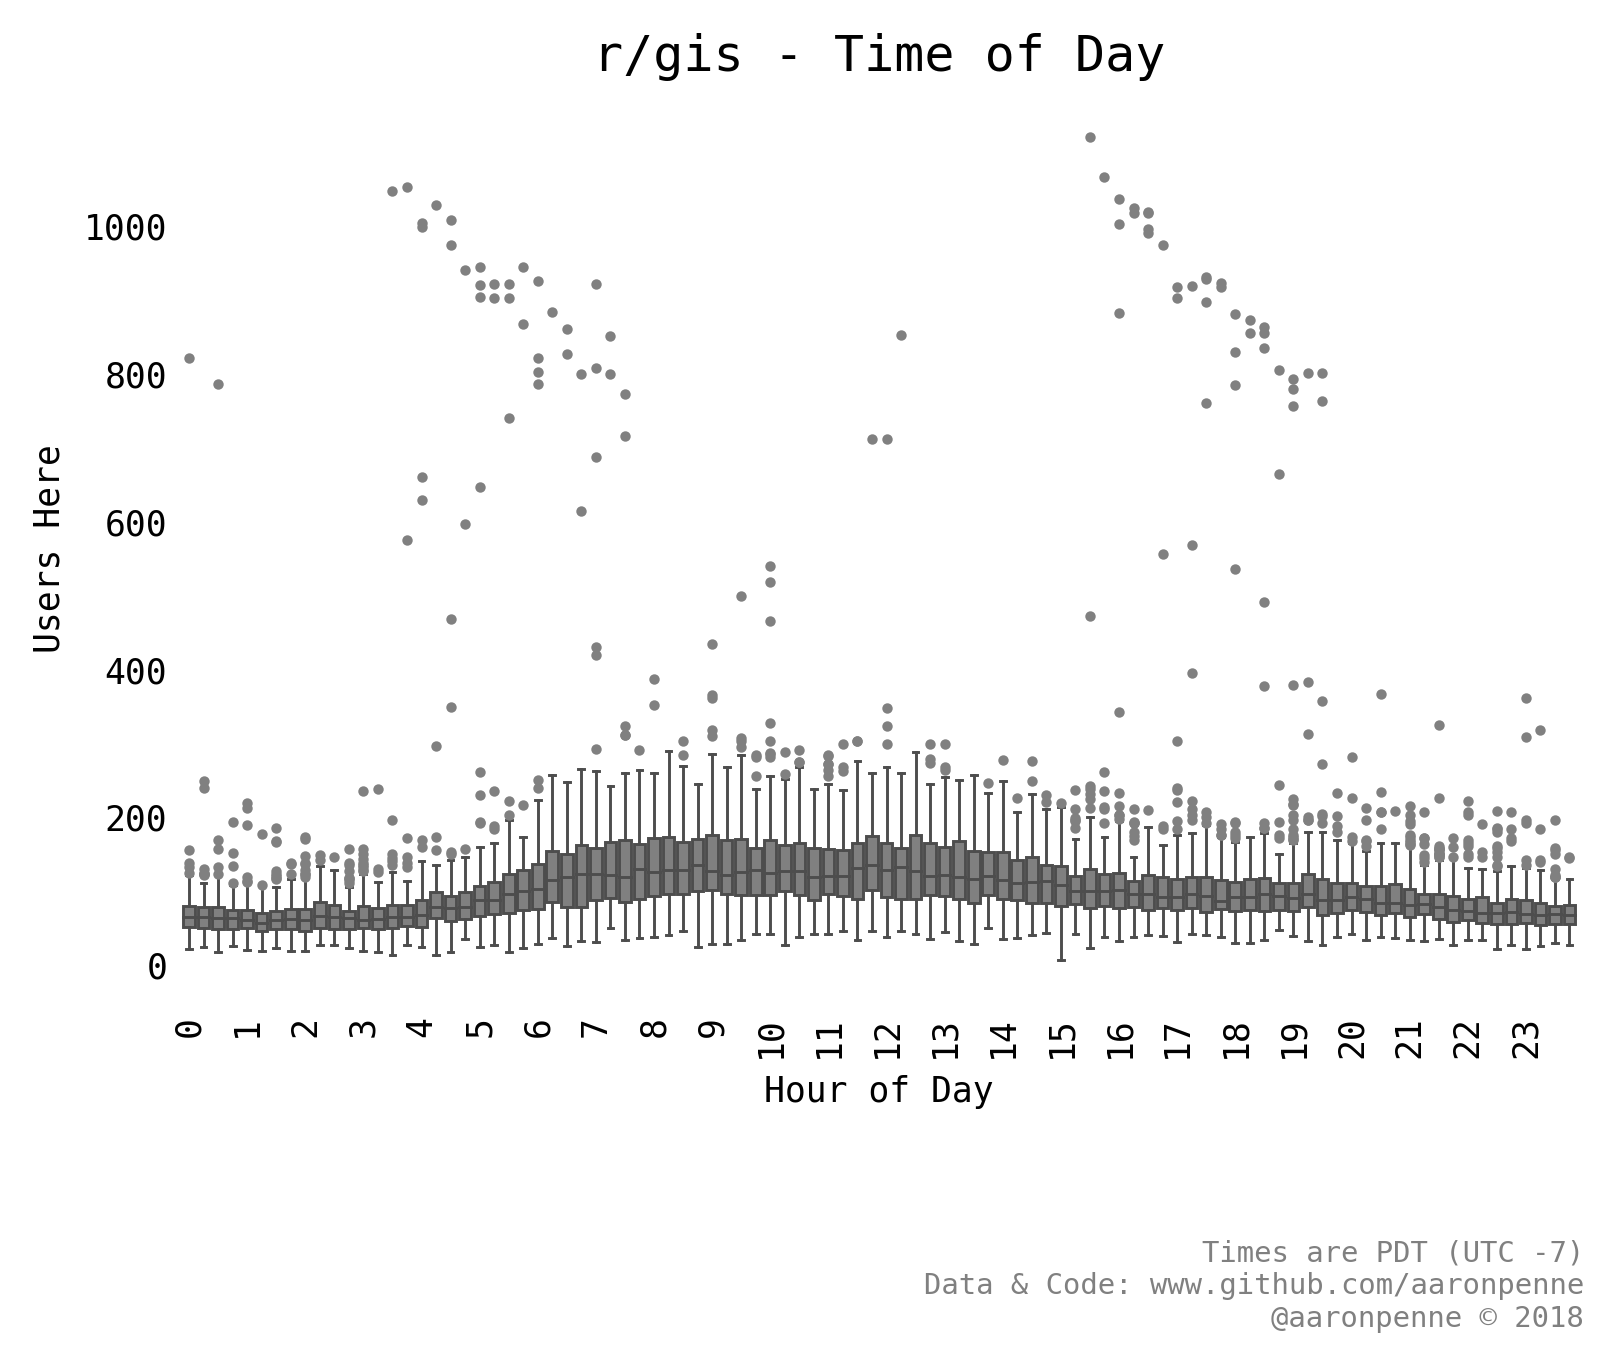 r/gis - Time of Day
Users Here
1000
800
600
400
200
0
0 1 2 3 4 5 6 7 8 9 10 11 12 13 14 15 16 17 18 19 20 21 22 23
Hour of Day
Times are PDT (UTC -7)
Data & Code: www.github.com/aaronpenne
@aaronpenne © 2018